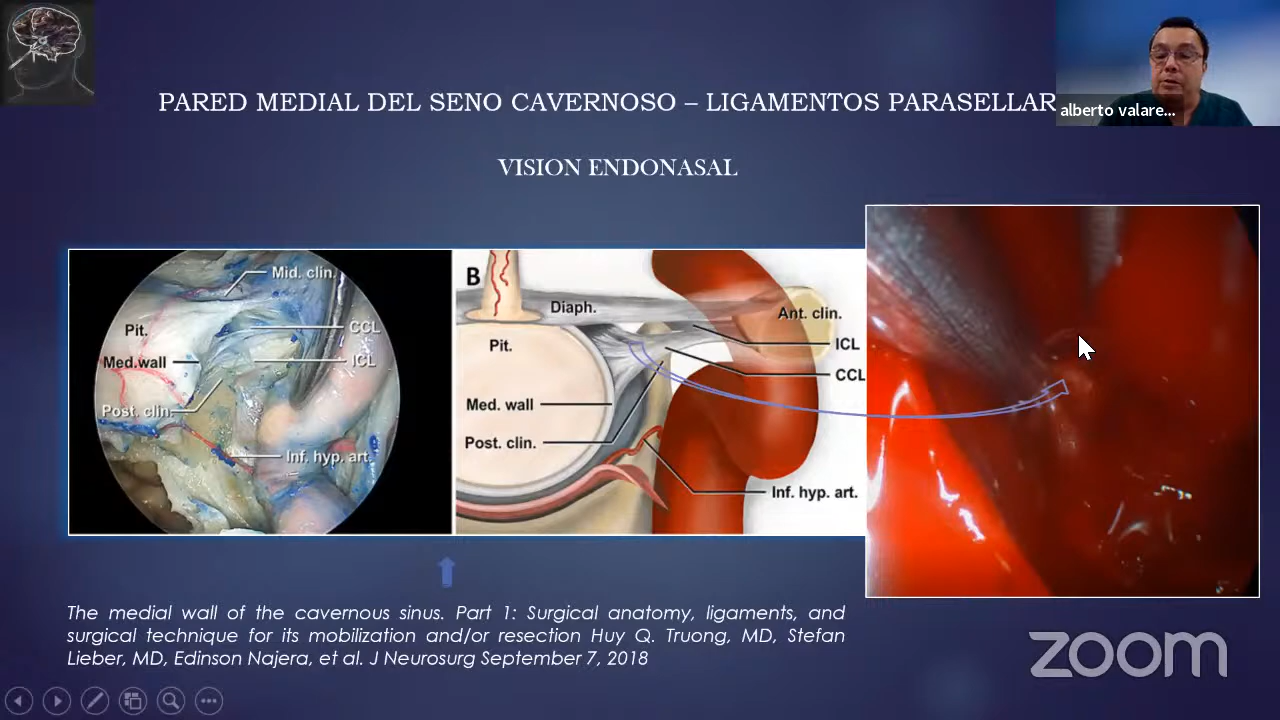 PARED MEDIAL DEL SENO CAVERNOSO – LIGAMENTOS PARASELLAR
alberto valare...
VISION ENDONASAL
Mid. clin.
Pit.
CCL
Med.wall
ICL
Post. clin.
Inf. hyp. art.
B
Diaph.
Ant. clin.
Pit.
ICL
CCL
Med. wall
Post. clin.
Inf. hyp. art.
The medial wall of the cavernous sinus. Part 1: Surgical anatomy, ligaments, and
surgical technique for its mobilization and/or resection Huy Q. Truong, MD, Stefan
Lieber, MD, Edinson Najera, et al. J Neurosurg September 7, 2018
zoom